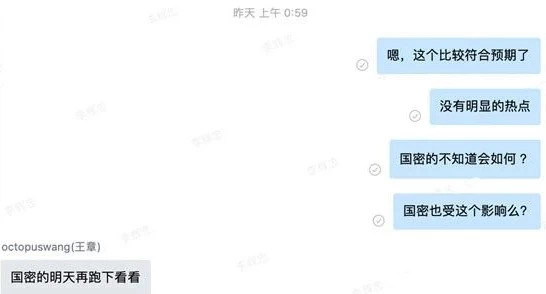 昨天 上午 0:59
嗯，这个比较符合预期了
没有明显的热点
国密的不知道会如何？
国密也受这个影响么？
octopuswang(王章)
国密的明天再跑下看看